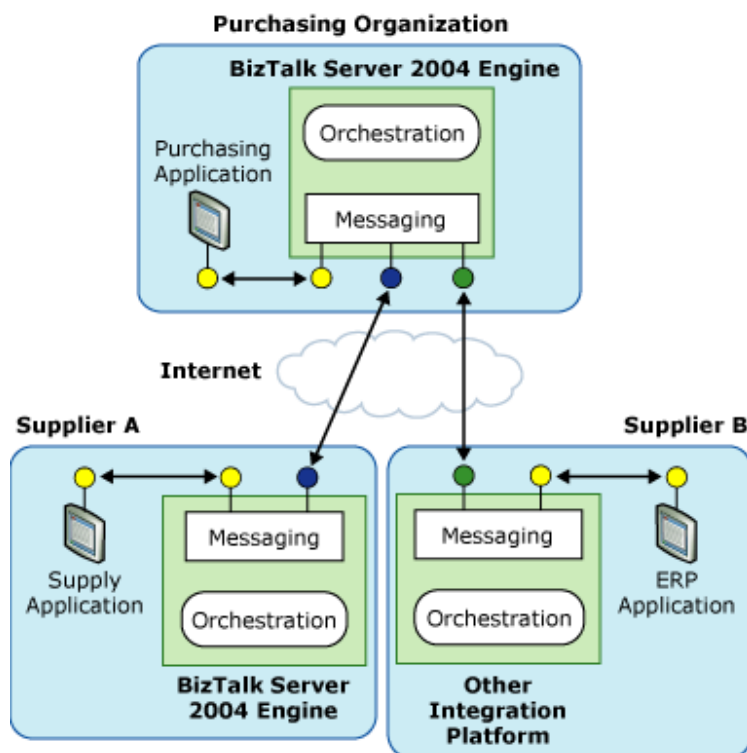 Purchasing Organization
BizTalk Server 2004 Engine
Orchestration
Purchasing
Application
Messaging
Internet
Supplier A
Supplier B
Messaging
Supply
Application
Orchestration
BizTalk Server
2004 Engine
Messaging
ERP
Application
Orchestration
Other
Integration
Platform